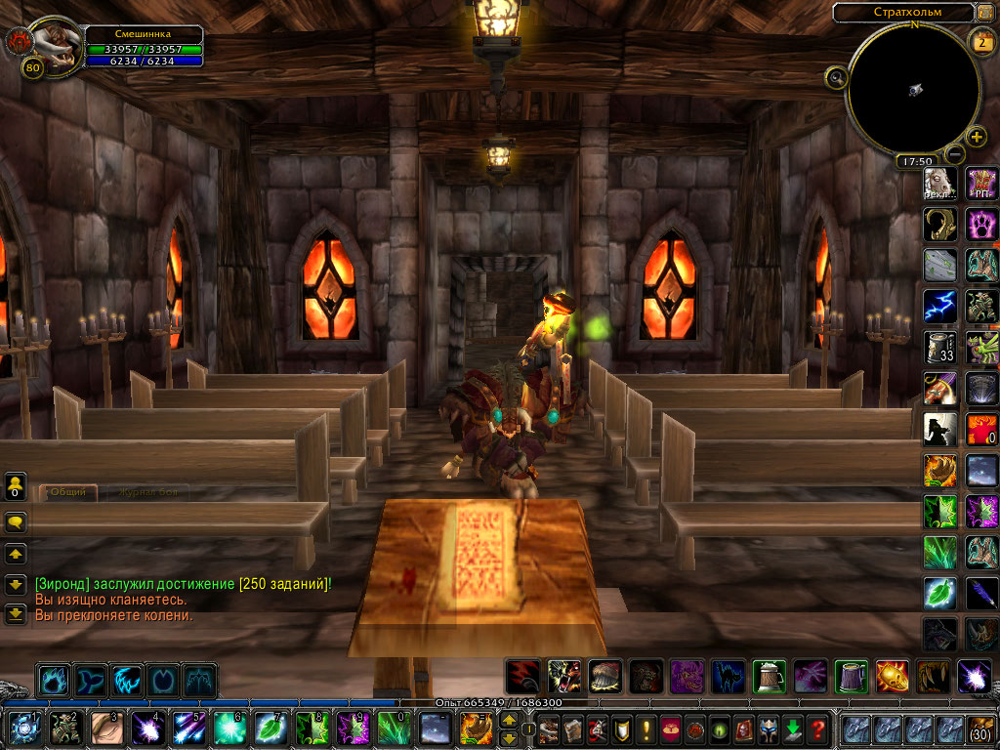 Смешиннка
33957 / 33957
6234 / 6234
80
Стратхольм
N
2
17:50
рекл...
-РП-
33
0
0
Общий
Журнал боя
[Зиронд] заслужил достижение [250 заданий]!
Вы изящно кланяетесь.
Вы преклоняете колени.
Опыт 665349 / 1686300
1 2 3 4 5 6 7 8 9 0 - =
1
(30)